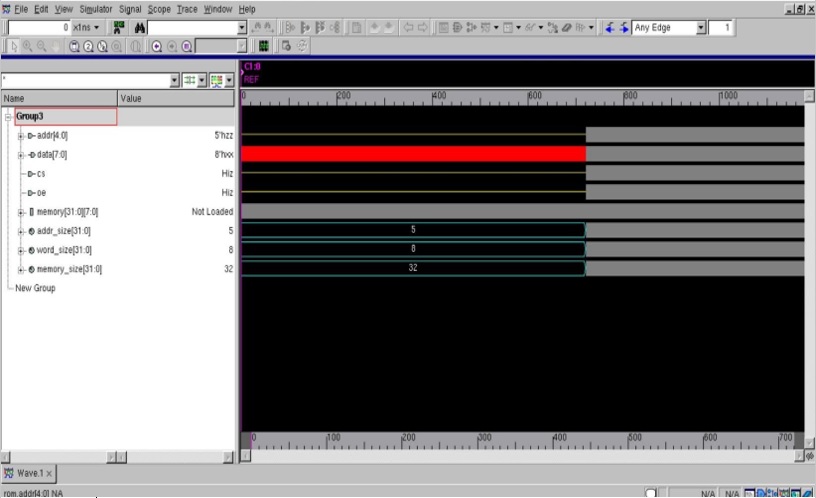 File Edit View Simulator Signal Scope Trace Window Help
0 x1ns Any Edge 1
C1:0
REF
Name Value 0 200 400 600 800 1000
Group3
addr[4:0] 5'hzz
data[7:0] 8'hxx
cs Hiz
oe Hiz
memory[31:0][7:0] Not Loaded
addr_size[31:0] 5 5
word_size[31:0] 8 8
memory_size[31:0] 32 32
New Group
0 100 200 300 400 500 600 700
Wave.1
rom.addr[4:0] NA N/A N/A